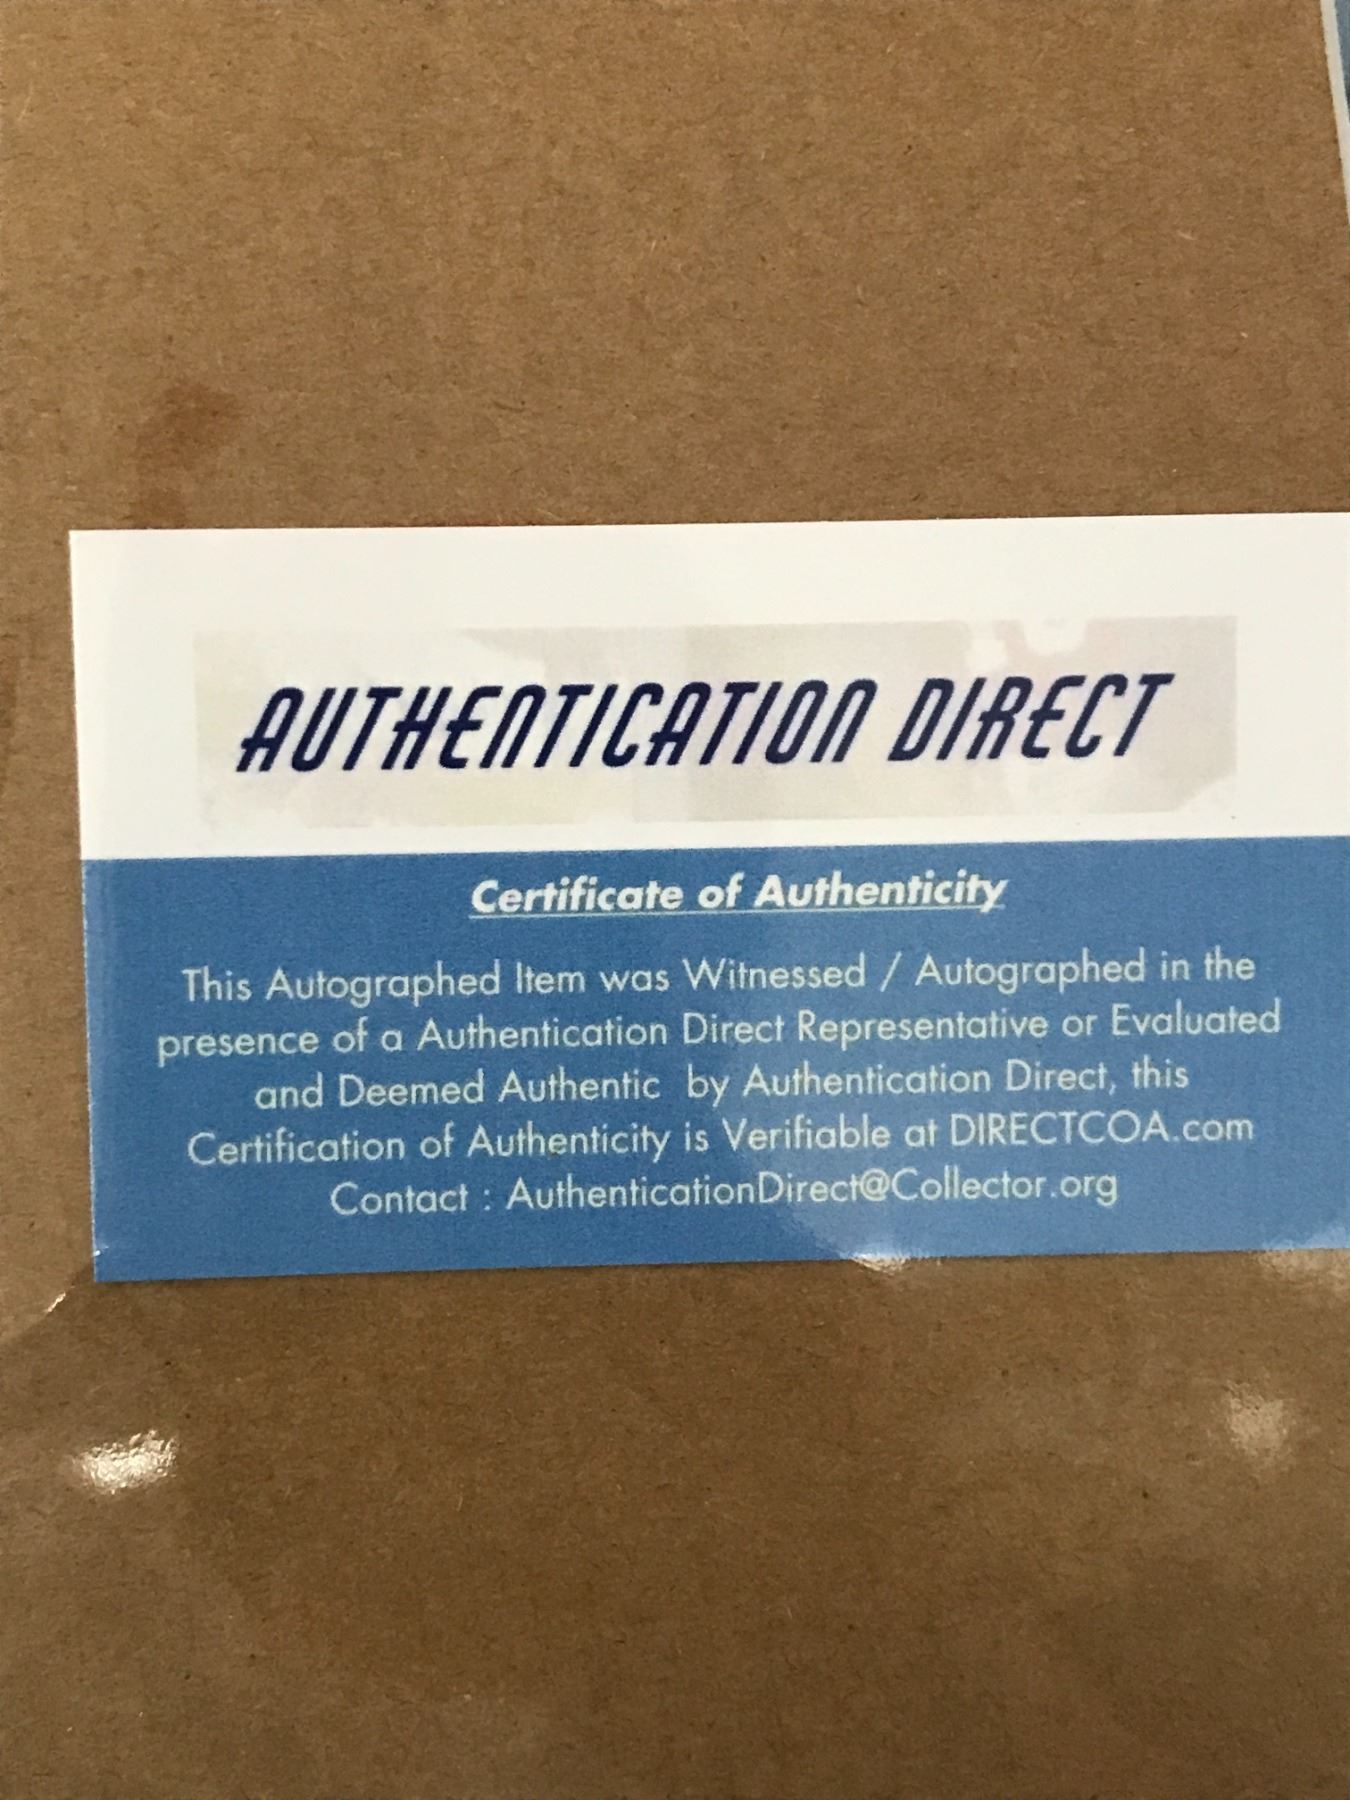 AUTHENTICATION DIRECT
Certificate of Authenticity
This Autographed Item was Witnessed / Autographed in the
presence of a Authentication Direct Representative or Evaluated
and Deemed Authentic by Authentication Direct, this
Certification of Authenticity is Verifiable at DIRECTCOA.com
Contact : AuthenticationDirect@Collector.org